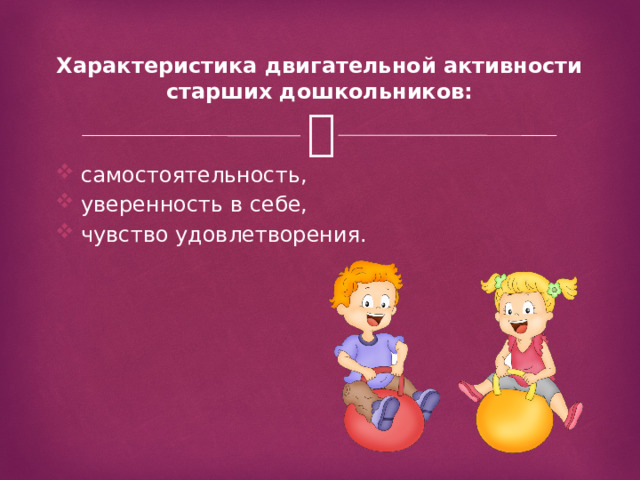 Характеристика двигательной активности
старших дошкольников:
самостоятельность,
уверенность в себе,
чувство удовлетворения.